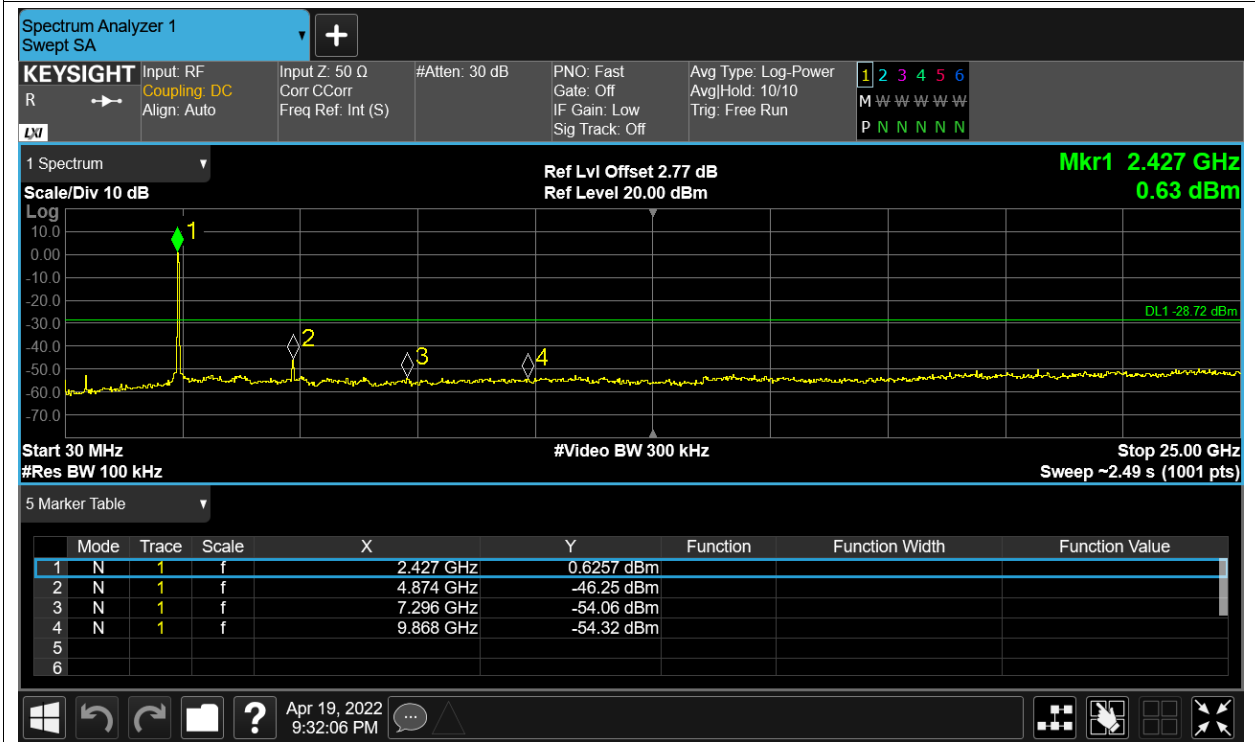 Spectrum Analyzer 1
Swept SA
KEYSIGHT Input: RF Input Z: 50 Ω #Atten: 30 dB PNO: Fast Avg Type: Log-Power 1 2 3 4 5 6
R Coupling: DC Corr CCorr Gate: Off Avg|Hold: 10/10 M W W W W W
Align: Auto Freq Ref: Int (S) IF Gain: Low Trig: Free Run
LXI Sig Track: Off P N N N N N
1 Spectrum Ref Lvl Offset 2.77 dB Mkr1 2.427 GHz
Scale/Div 10 dB Ref Level 20.00 dBm 0.63 dBm
Log
10.0 1
0.00
-10.0
-20.0
DL1 -28.72 dBm
-30.0
2
-40.0
3 4
-50.0
-60.0
-70.0
Start 30 MHz #Video BW 300 kHz Stop 25.00 GHz
#Res BW 100 kHz Sweep ~2.49 s (1001 pts)
5 Marker Table
Mode Trace Scale X Y Function Function Width Function Value
1 N 1 f 2.427 GHz 0.6257 dBm
2 N 1 f 4.874 GHz -46.25 dBm
3 N 1 f 7.296 GHz -54.06 dBm
4 N 1 f 9.868 GHz -54.32 dBm
5
6
? Apr 19, 2022
9:32:06 PM